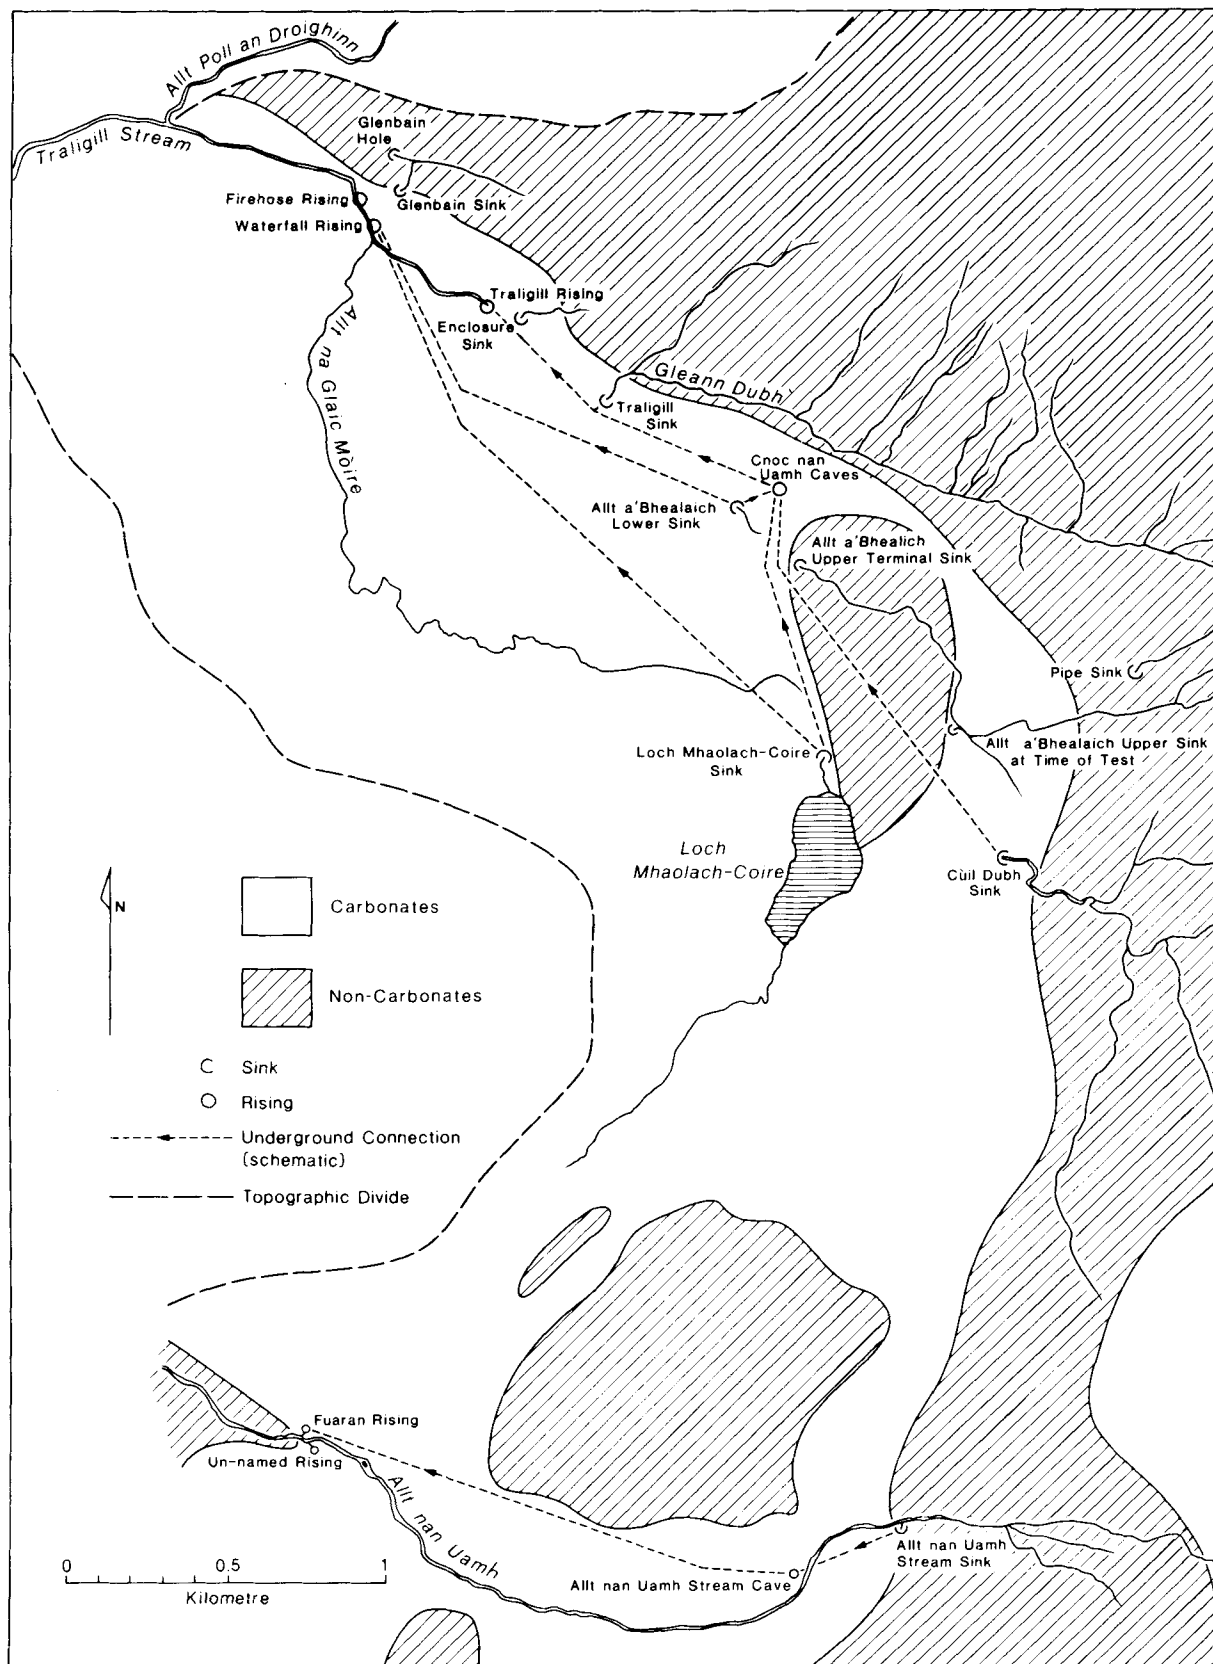 Allt Poll an Droighinn
Traligill Stream
Glenbain
Hole
Firehose Rising
Glenbain Sink
Waterfall Rising
Traligill Rising
Enclosure
Sink
Allt na Glaic Mòire
Gleann Dubh
Traligill
Sink
Cnoc nan
Uamh Caves
Allt a'Bhealaich
Lower Sink
Allt a'Bhealich
Upper Terminal Sink
Pipe Sink
Allt a'Bhealaich Upper Sink
at Time of Test
Loch Mhaolach-Coire
Sink
Loch
Mhaolach-Coire
Cùil Dubh
Sink
N
Carbonates
Non-Carbonates
Sink
Rising
Underground Connection
(schematic)
Topographic Divide
Fuaran Rising
Un-named Rising
Allt nan Uamh
Allt nan Uamh
Stream Sink
Allt nan Uamh Stream Cave
0 0.5 1
Kilometre